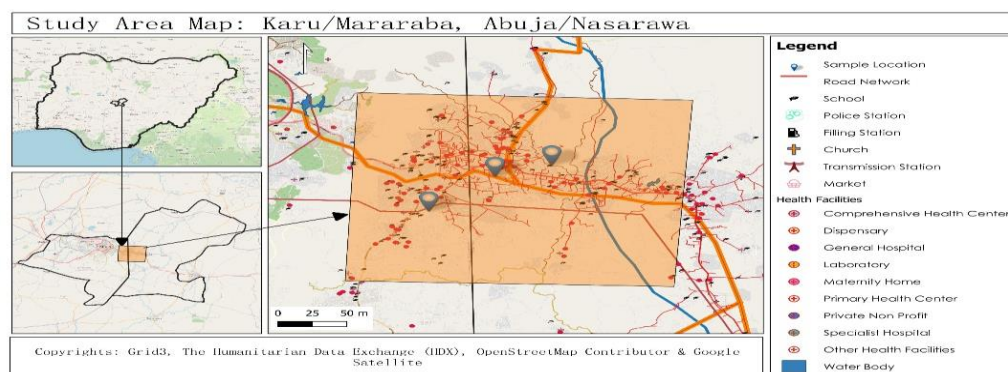 Study Area Map: Karu/Mararaba, Abuja/Nasarawa
0 25 50 m
Legend
Sample Location
Road Network
School
Police Station
Filling Station
Church
Transmission Station
Market
Health Facilities
Comprehensive Health Center
Dispensary
General Hospital
Laboratory
Maternity Home
Primary Health Center
Private Non Profit
Specialist Hospital
Other Health Facilities
Water Body
Copyrights: Grid3, The Humanitarian Data Exchange (HDX), OpenStreetMap Contributor & Google
Satellite